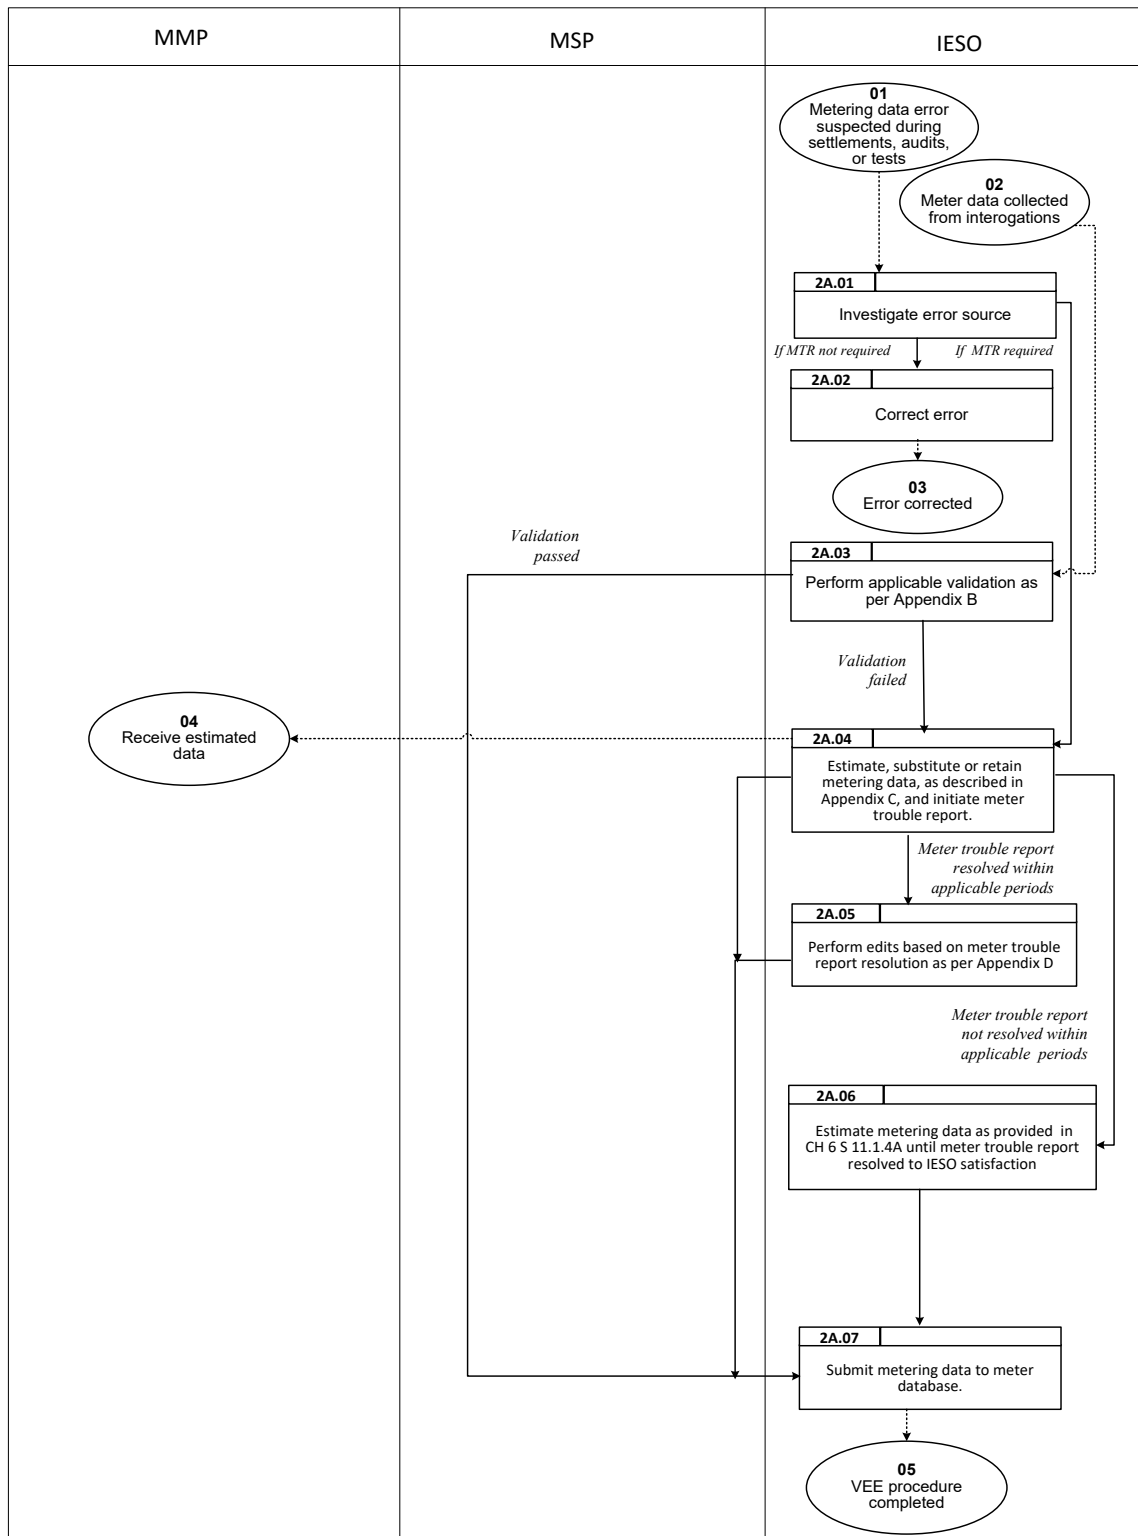 MMP
MSP
IESO
01
Metering data error
suspected during
settlements, audits,
or tests
02
Meter data collected
from interogations
2A.01
Investigate error source
If MTR not required
If MTR required
2A.02
Correct error
03
Error corrected
Validation
passed
2A.03
Perform applicable validation as
per Appendix B
Validation
failed
04
Receive estimated
data
2A.04
Estimate, substitute or retain
metering data, as described in
Appendix C, and initiate meter
trouble report.
Meter trouble report
resolved within
applicable periods
2A.05
Perform edits based on meter trouble
report resolution as per Appendix D
Meter trouble report
not resolved within
applicable periods
2A.06
Estimate metering data as provided in
CH 6 S 11.1.4A until meter trouble report
resolved to IESO satisfaction
2A.07
Submit metering data to meter
database.
05
VEE procedure
completed